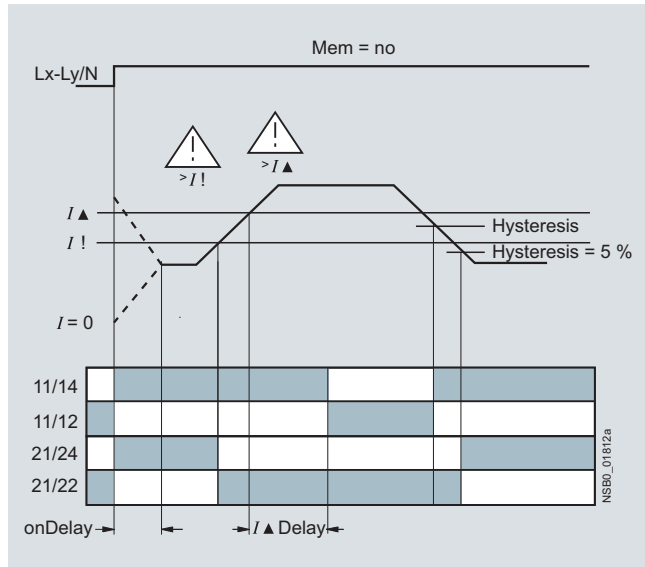 Mem = no
Lx-Ly/N
> I !
> I ▲
I ▲
Hysteresis
I !
Hysteresis = 5 %
I = 0
11/14
11/12
21/24
21/22
NSB0_01812a
onDelay
I ▲ Delay